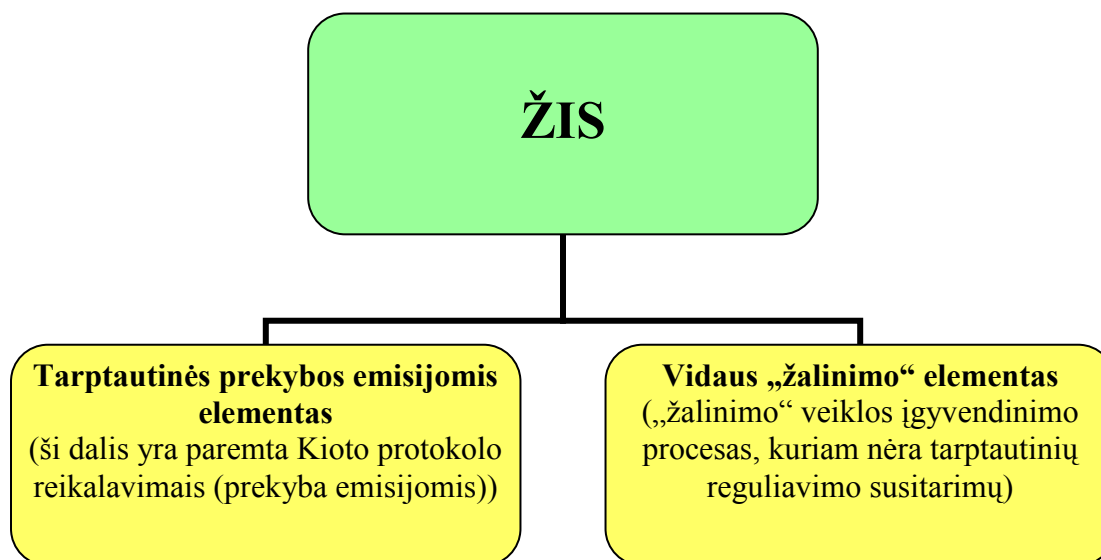 ŽIS
Tarptautinės prekybos emisijomis
elementas
(ši dalis yra paremta Kioto protokolo
reikalavimais (prekyba emisijomis))
Vidaus „žalinimo“ elementas
(„žalinimo“ veiklos įgyvendinimo
procesas, kuriam nėra tarptautinių
reguliavimo susitarimų)